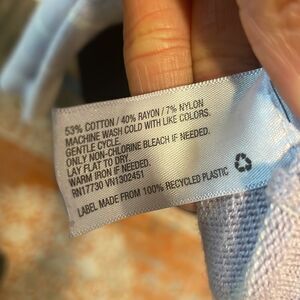 53% COTTON / 40% RAYON / 7% NYLON
MACHINE WASH COLD WITH LIKE COLORS.
GENTLE CYCLE.
ONLY NON-CHLORINE BLEACH IF NEEDED.
LAY FLAT TO DRY.
WARM IRON IF NEEDED.
RN17730 VN1302451
LABEL MADE FROM 100% RECYCLED PLASTIC